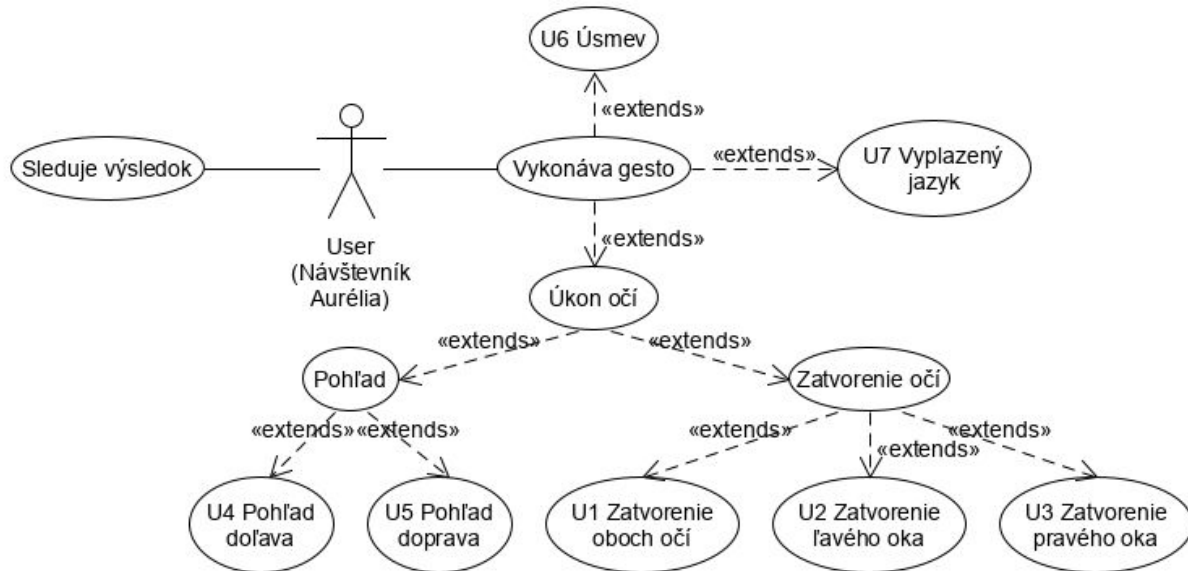 U6 Úsmev
«extends»
Sleduje výsledok
Vykonáva gesto
«extends»
U7 Vyplazený
jazyk
User
(Návštevník
Aurélia)
«extends»
Úkon očí
«extends»
«extends»
Pohľad
Zatvorenie očí
«extends»
«extends»
«extends»
«extends»
«extends»
U4 Pohľad
doľava
U5 Pohľad
doprava
U1 Zatvorenie
oboch očí
U2 Zatvorenie
ľavého oka
U3 Zatvorenie
pravého oka